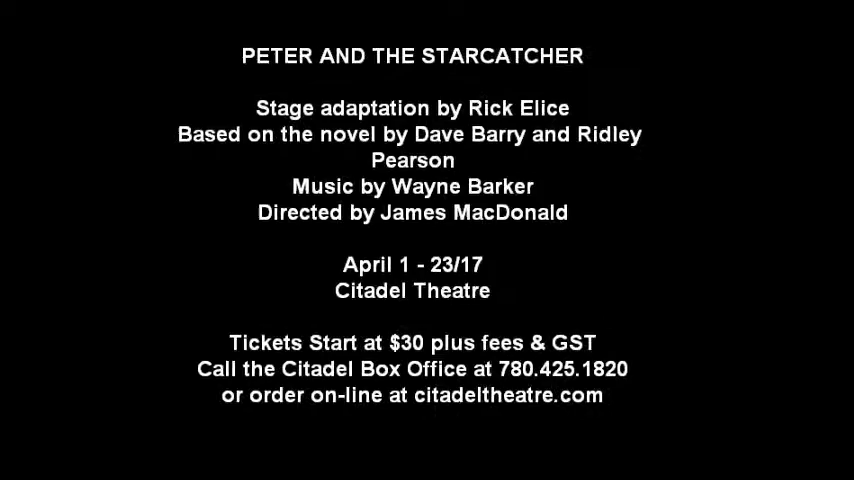 PETER AND THE STARCATCHER
Stage adaptation by Rick Elice
Based on the novel by Dave Barry and Ridley
Pearson
Music by Wayne Barker
Directed by James MacDonald
April 1 - 23/17
Citadel Theatre
Tickets Start at $30 plus fees & GST
Call the Citadel Box Office at 780.425.1820
or order on-line at citadeltheatre.com